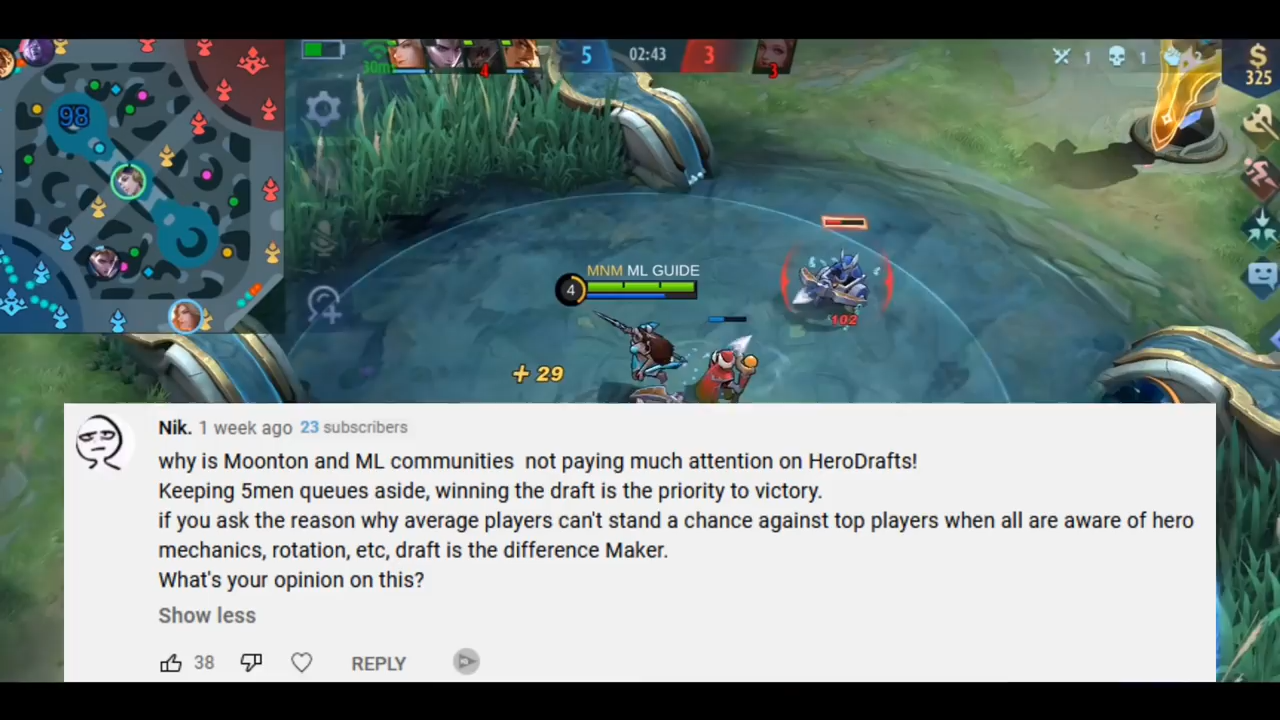 98
30m
4
5
02:43
3
3
1
1
2
$
325
MNM ML GUIDE
4
102
+ 29
Nik. 1 week ago 23 subscribers
why is Moonton and ML communities  not paying much attention on HeroDrafts!
Keeping 5men queues aside, winning the draft is the priority to victory.
if you ask the reason why average players can't stand a chance against top players when all are aware of hero
mechanics, rotation, etc, draft is the difference Maker.
What's your opinion on this?
Show less
38
REPLY